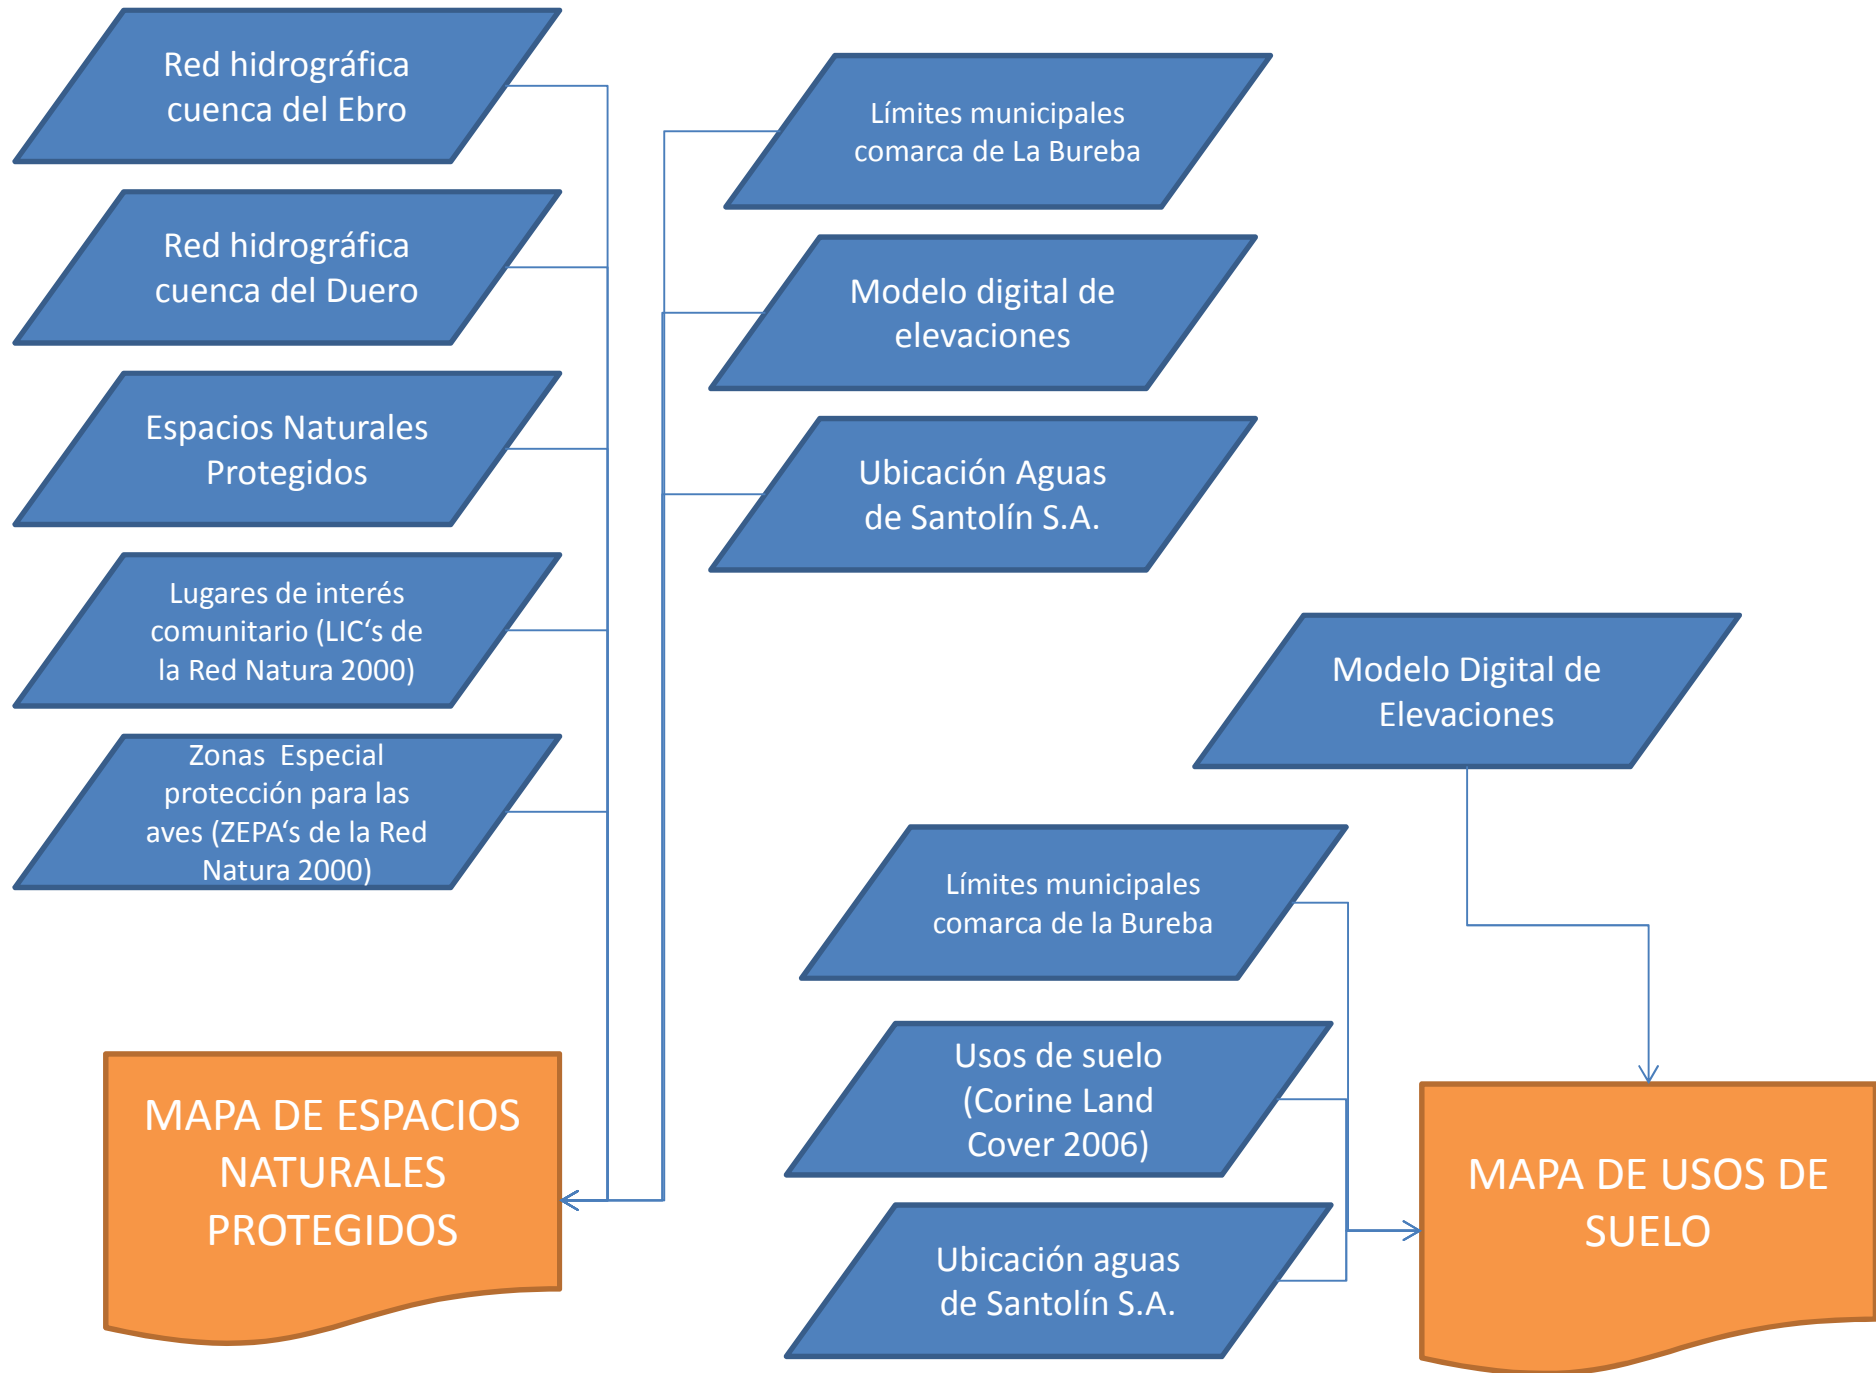 Red hidrográfica
cuenca del Ebro
Red hidrográfica
cuenca del Duero
Espacios Naturales
Protegidos
Lugares de interés
comunitario (LIC‘s de
la Red Natura 2000)
Zonas  Especial
protección para las
aves (ZEPA‘s de la Red
Natura 2000)
MAPA DE ESPACIOS
NATURALES
PROTEGIDOS
Límites municipales
comarca de La Bureba
Modelo digital de
elevaciones
Ubicación Aguas
de Santolín S.A.
Modelo Digital de
Elevaciones
Límites municipales
comarca de la Bureba
Usos de suelo
(Corine Land
Cover 2006)
Ubicación aguas
de Santolín S.A.
MAPA DE USOS DE
SUELO